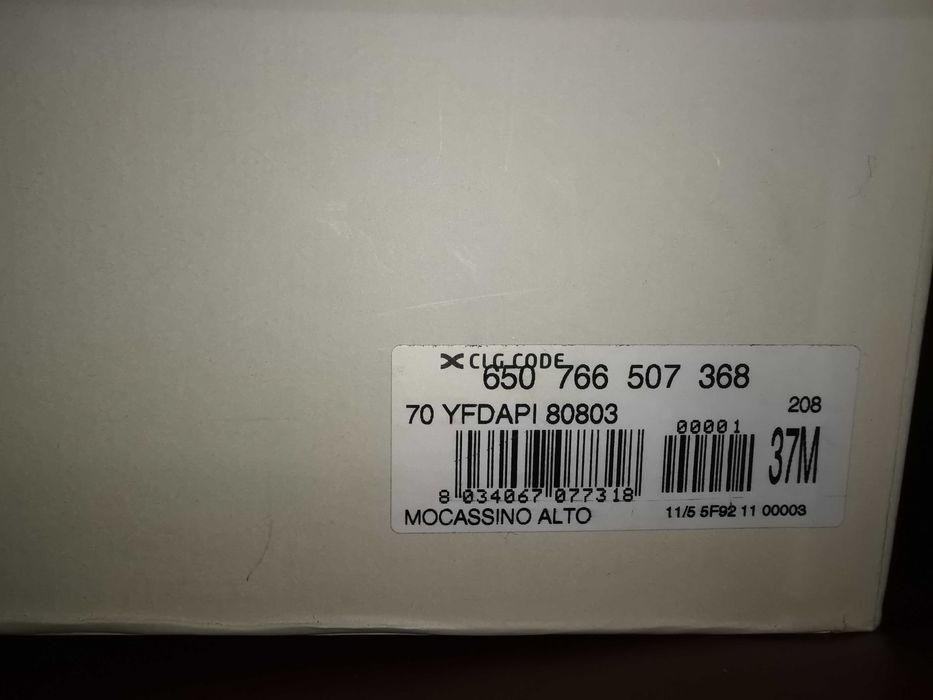 CLG CODE
650 766 507 368
70 YFDAPI 80803
208
00001
37M
8 034067 077318
MOCASSINO ALTO
11/5 5F92 11 00003